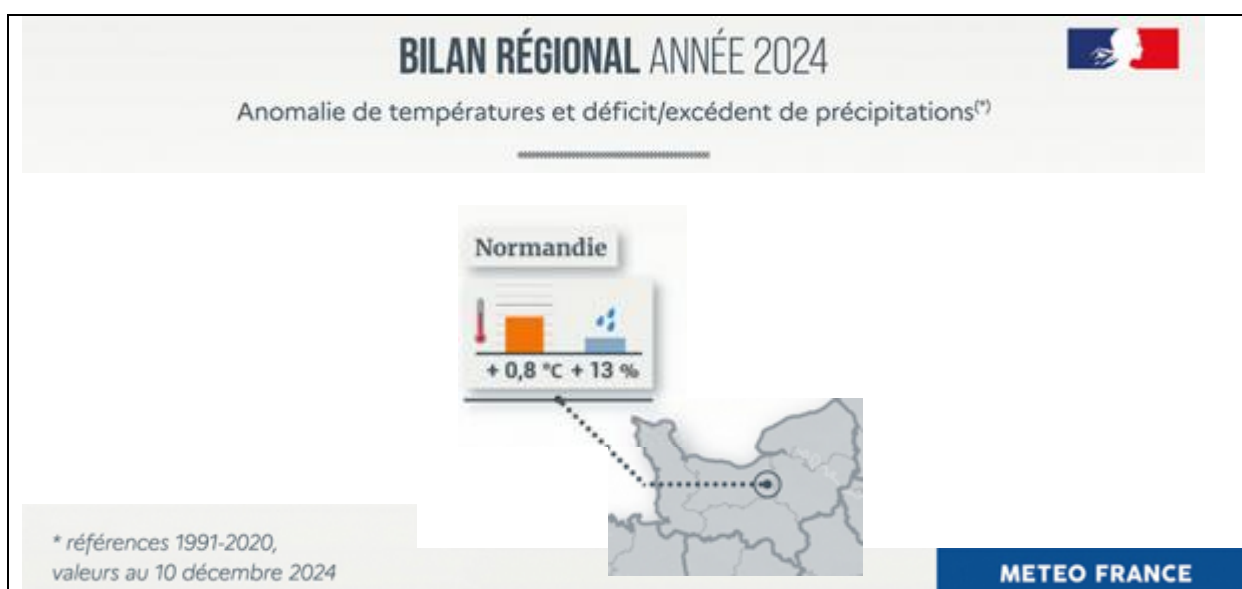 BILAN RÉGIONAL ANNÉE 2024
Anomalie de températures et déficit/excédent de précipitations(*)
Normandie
+ 0,8 °C + 13 %
* références 1991-2020,
valeurs au 10 décembre 2024
METEO FRANCE